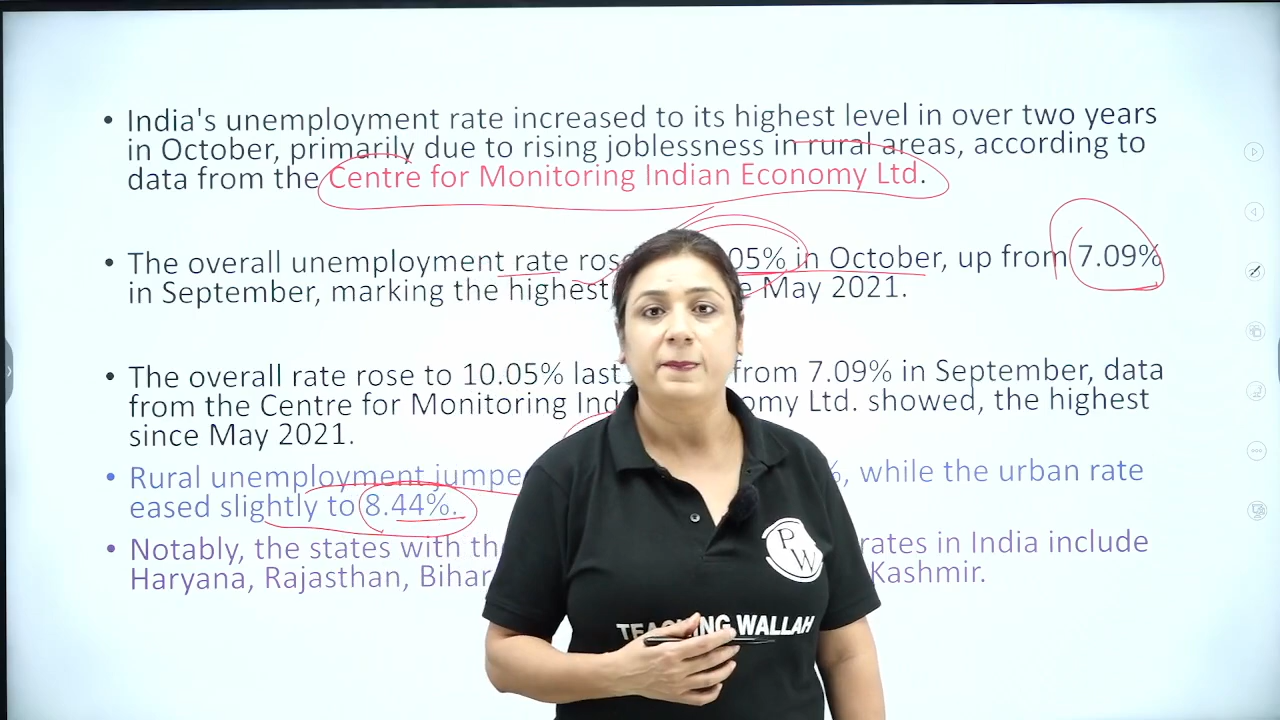 • India's unemployment rate increased to its highest level in over two years
in October, primarily due to rising joblessness in rural areas, according to
data from the Centre for Monitoring Indian Economy Ltd.
• The overall unemployment rate rose 05% in October, up from 7.09%
in September, marking the highest May 2021.
• The overall rate rose to 10.05% last from 7.09% in September, data
from the Centre for Monitoring Ind omy Ltd. showed, the highest
since May 2021.
• Rural unemployment jumpe %, while the urban rate
eased slightly to 8.44%.
• Notably, the states with the rates in India include
Haryana, Rajasthan, Bihar Kashmir.
PW
TEACHING WALLAH